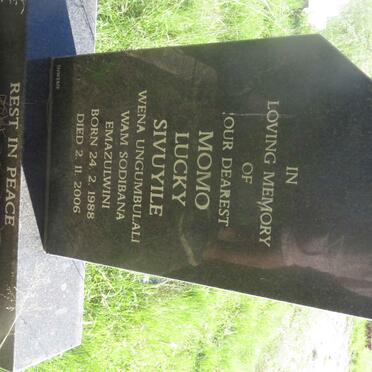 IN
LOVING MEMORY
OF
OUR DEAREST
MOMO
LUCKY
SIVUYILE
WENA UNGUMBULALI
WAM SODIBANA
EMAZULWINI
BORN 24. 2. 1988
DIED 2. 11. 2006
REST IN PEACE